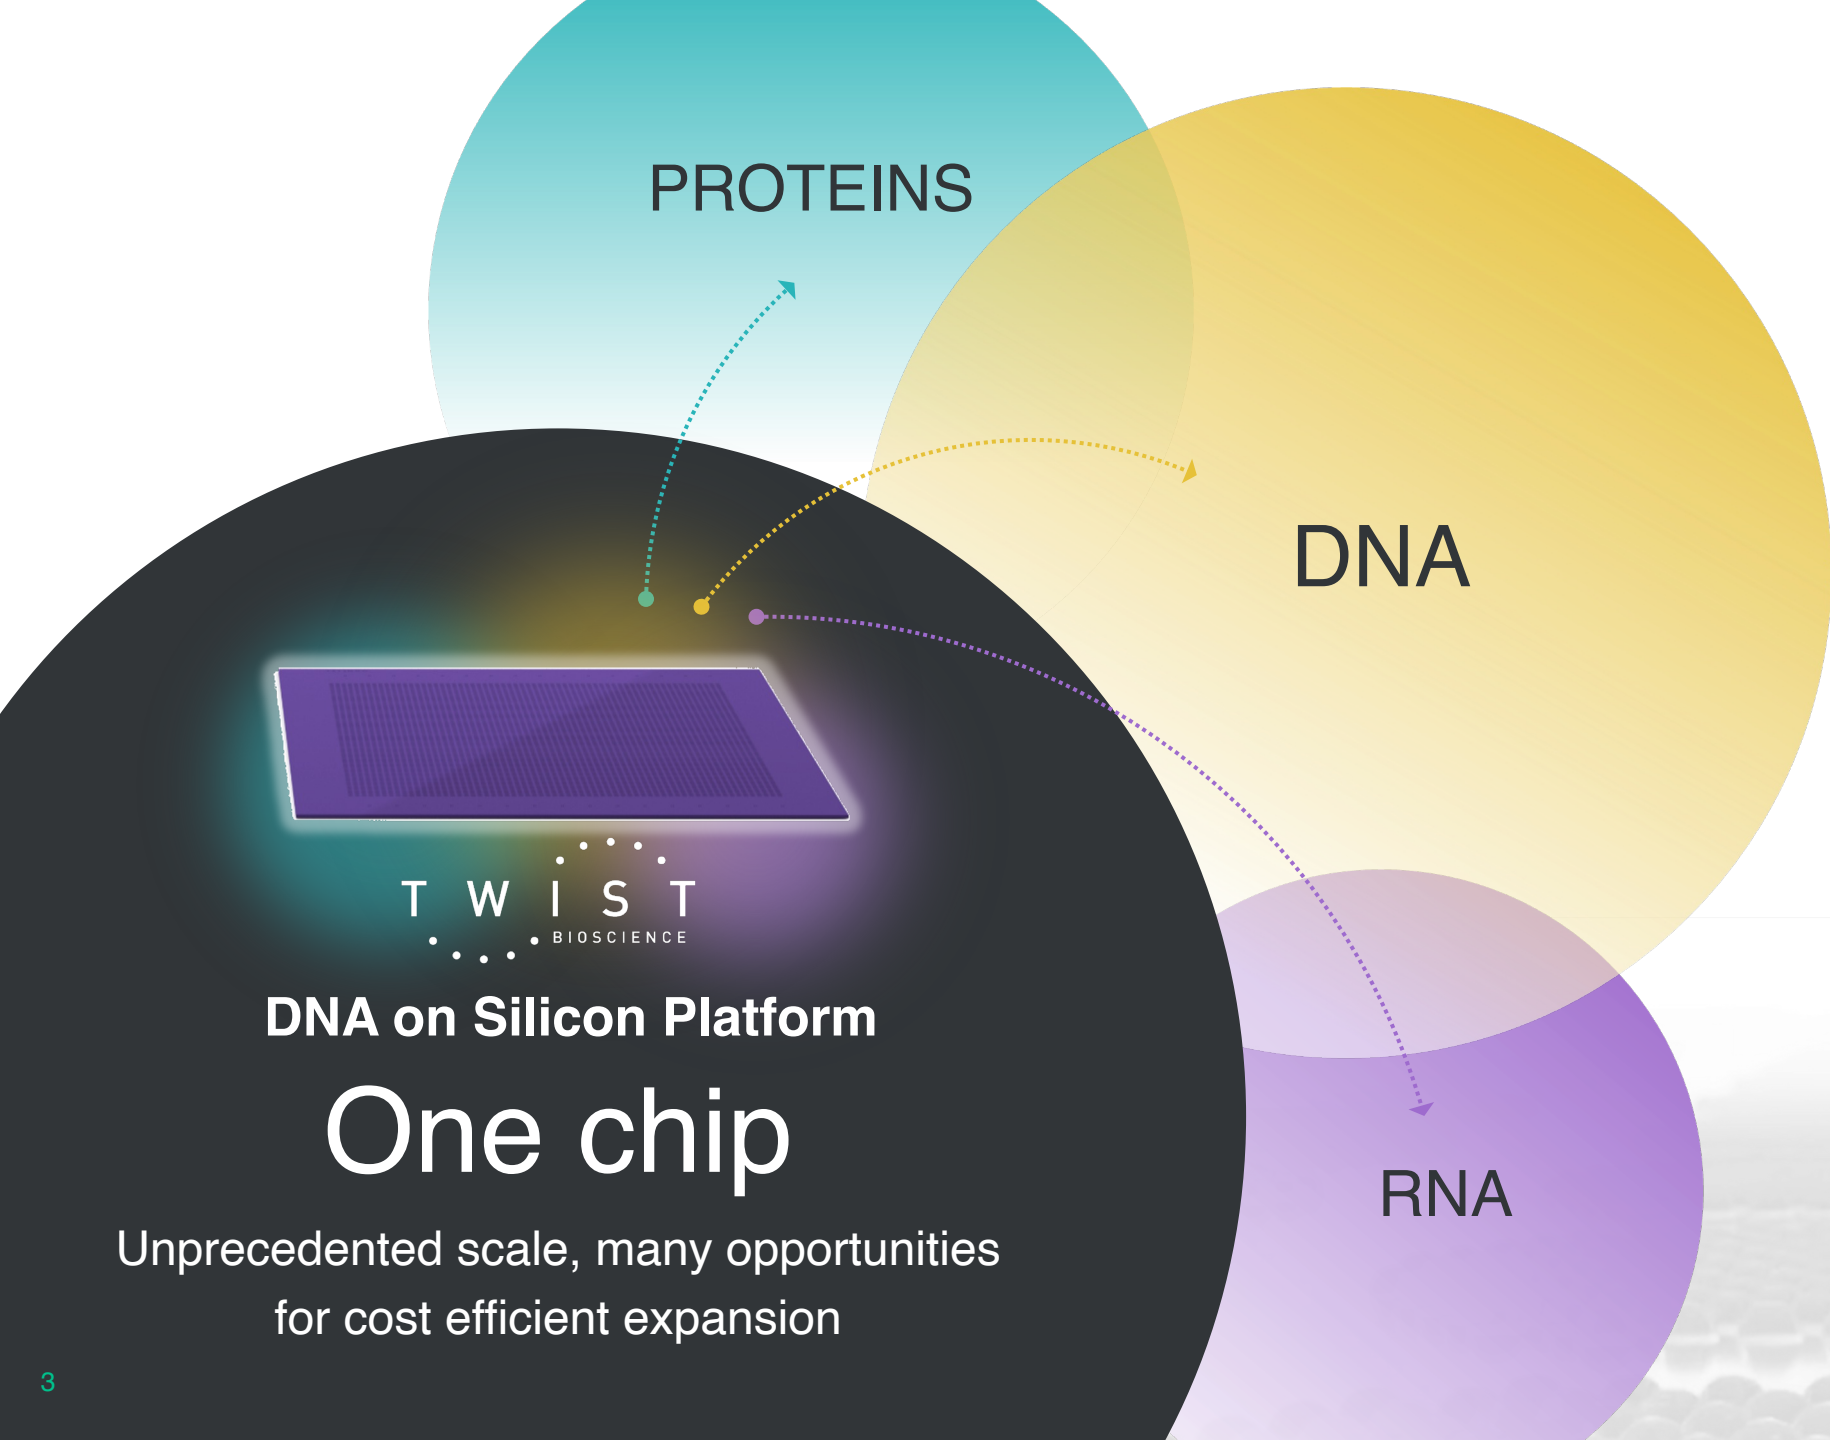 PROTEINS
DNA
TWIST
BIOSCIENCE
DNA on Silicon Platform
One chip
Unprecedented scale, many opportunities
for cost efficient expansion
RNA
3